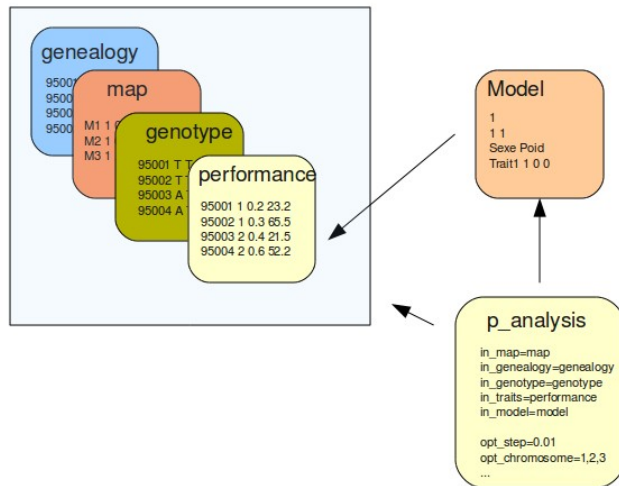 genealogy
95001
9500
9500
9500
map
M1 1
M2 1
M3 1
genotype
95001 T T
95002 T T
95003 A
95004 A
performance
95001 1 0.2 23.2
95002 1 0.3 65.5
95003 2 0.4 21.5
95004 2 0.6 52.2
Model
1
1 1
Sexe Poid
Trait1 1 0 0
p_analysis
in_map=map
in_genealogy=genealogy
in_genotype=genotype
in_traits=performance
in_model=model
opt_step=0.01
opt_chromosome=1,2,3
...